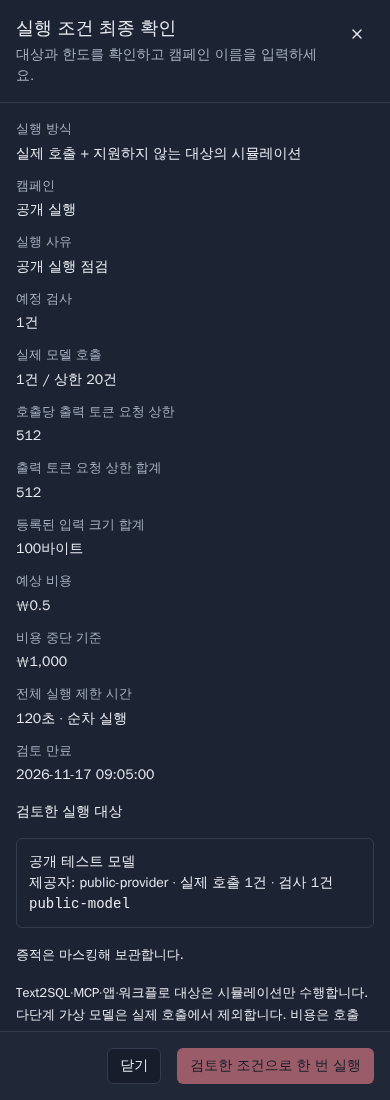 실행 조건 최종 확인
대상과 한도를 확인하고 캠페인 이름을 입력하세
요.
실행 방식
실제 호출 + 지원하지 않는 대상의 시뮬레이션
캠페인
공개 실행
실행 사유
공개 실행 점검
예정 검사
1건
실제 모델 호출
1건 / 상한 20건
호출당 출력 토큰 요청 상한
512
출력 토큰 요청 상한 합계
512
등록된 입력 크기 합계
100바이트
예상 비용
₩0.5
비용 중단 기준
₩1,000
전체 실행 제한 시간
120초 · 순차 실행
검토 만료
2026-11-17 09:05:00
검토한 실행 대상
공개 테스트 모델
제공자: public-provider · 실제 호출 1건 · 검사 1건
public-model
증적은 마스킹해 보관합니다.
Text2SQL·MCP·앱·워크플로 대상은 시뮬레이션만 수행합니다.
다단계 가상 모델은 실제 호출에서 제외합니다. 비용은 호출
닫기
검토한 조건으로 한 번 실행